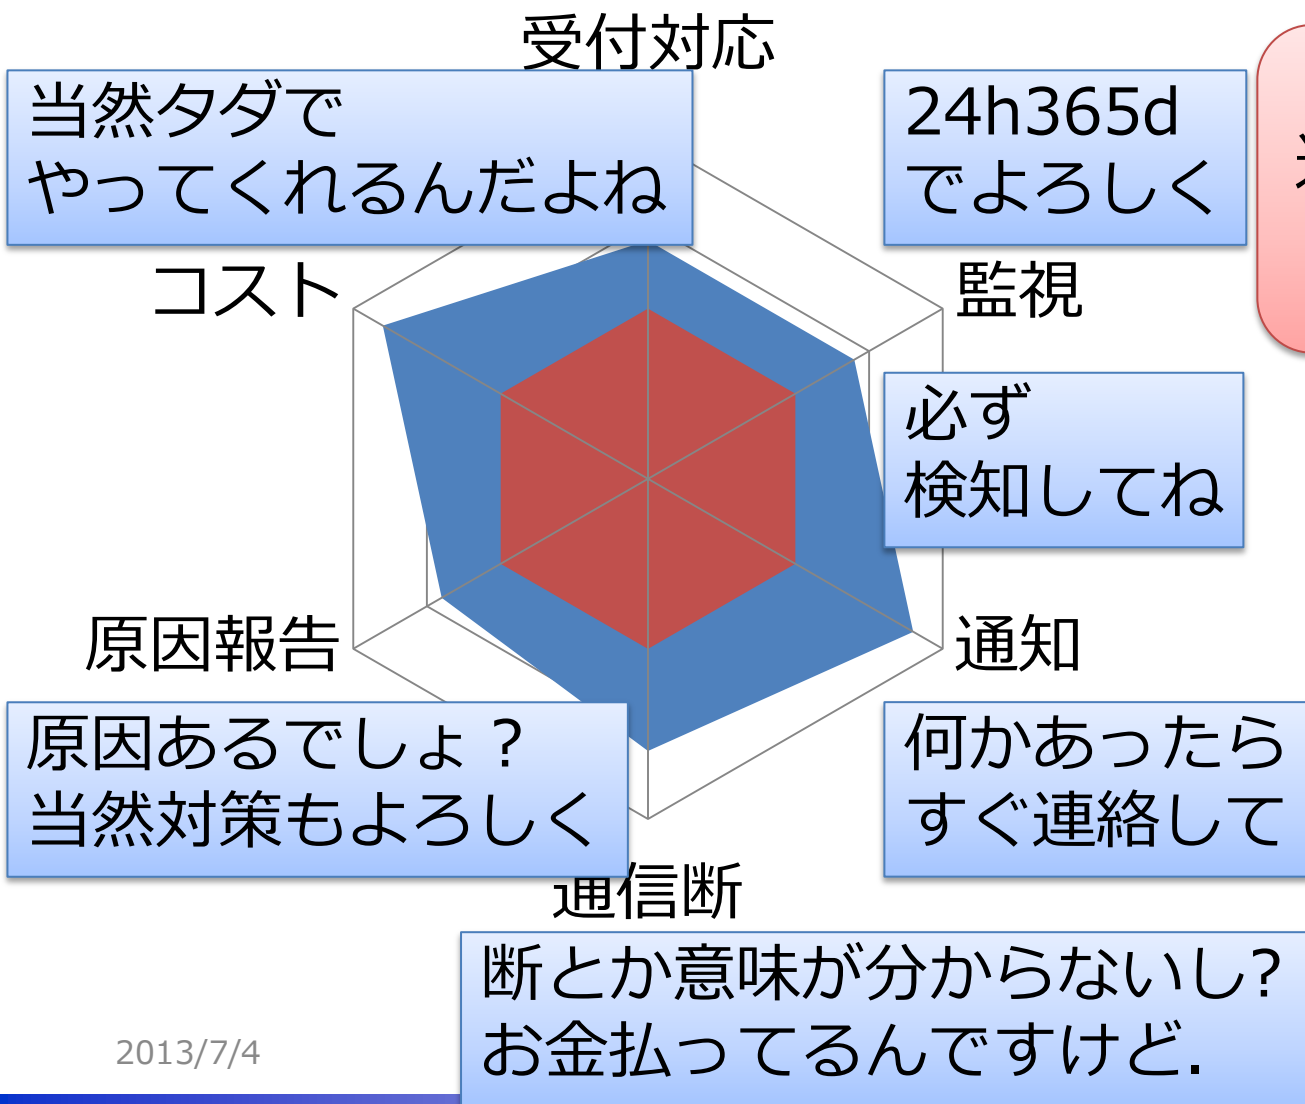 受付対応
当然タダで
やってくれるんだよね
24h365d
でよろしく
コスト
監視
必ず
検知してね
原因報告
通知
原因あるでしょ？
当然対策もよろしく
何かあったら
すぐ連絡して
通信断
断とか意味が分からないし?
お金払ってるんですけど.
2013/7/4